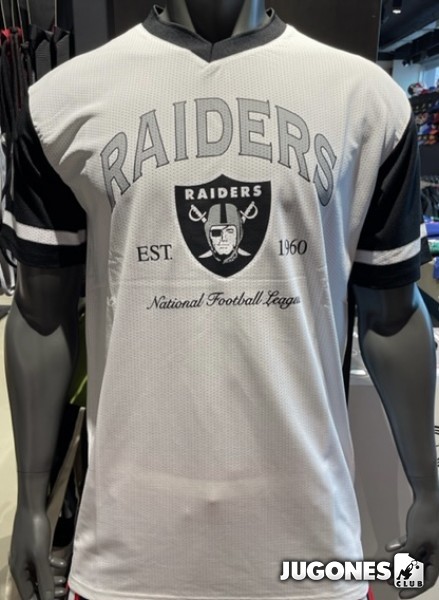 RAIDERS
RAIDERS
EST. 1960
National Football League
JUGONES
CLUB